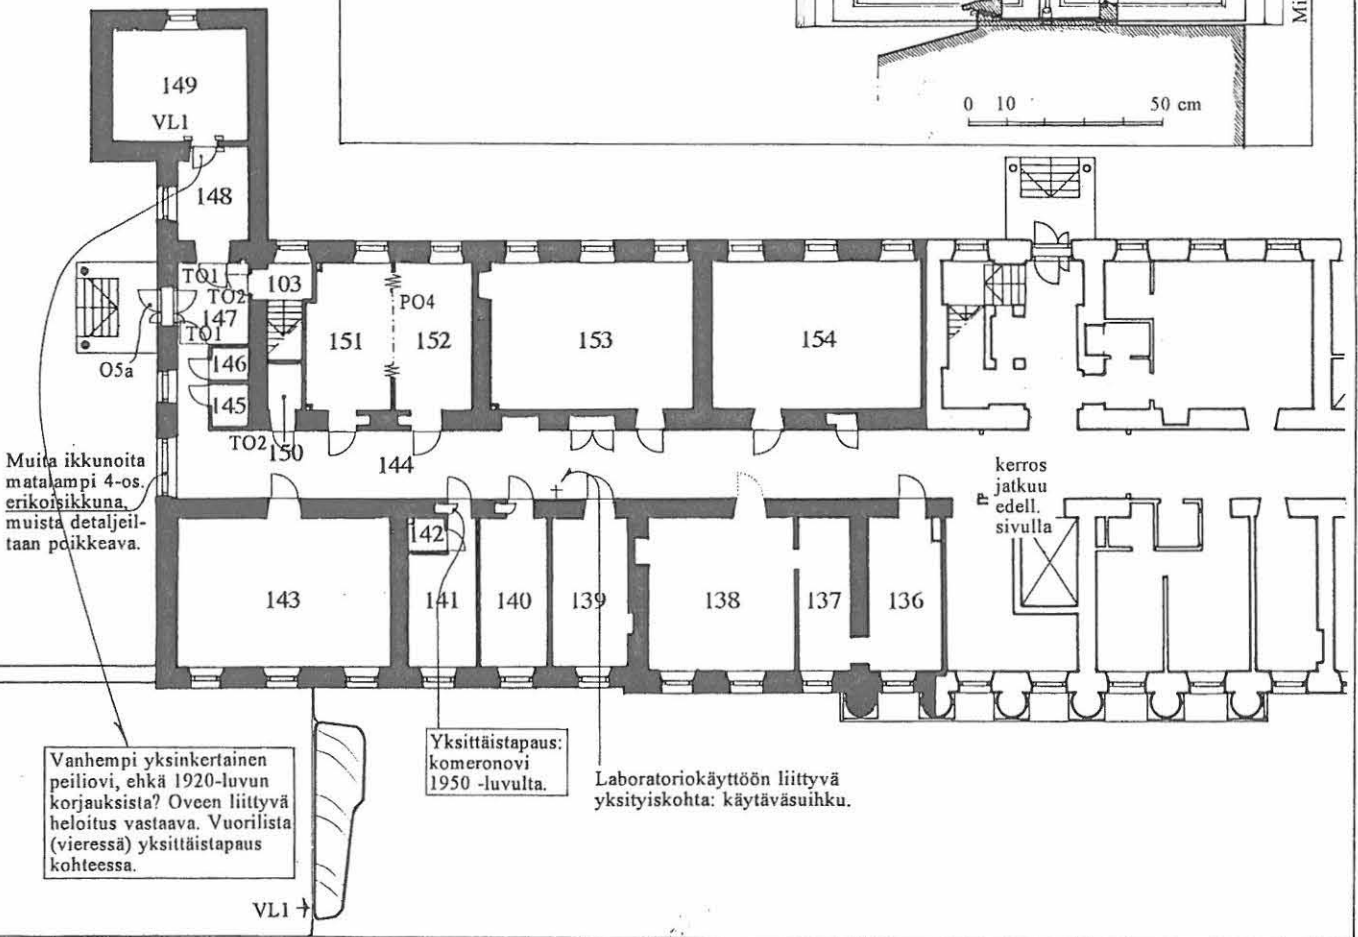 Mi
0 10 50 cm
149
VL1
148
TO1
TO2
103
147
TO1
PO4
151
152
153
154
146
O5a
145
TO2
150
144
Muita ikkunoita
matalampi 4-os.
erikoisikkuna,
muista detaljeil-
taan poikkeava.
kerros
jatkuu
edell.
sivulla
142
143
141
140
139
138
137
136
Yksittäistapaus:
komeronovi
1950 -luvulta.
Laboratoriokäyttöön liittyvä
yksityiskohta: käytäväsuihku.
Vanhempi yksinkertainen
peiliovi, ehkä 1920-luvun
korjauksista? Oveen liittyvä
heloitus vastaava. Vuorilista
(vieressä) yksittäistapaus
kohteessa.
VL1